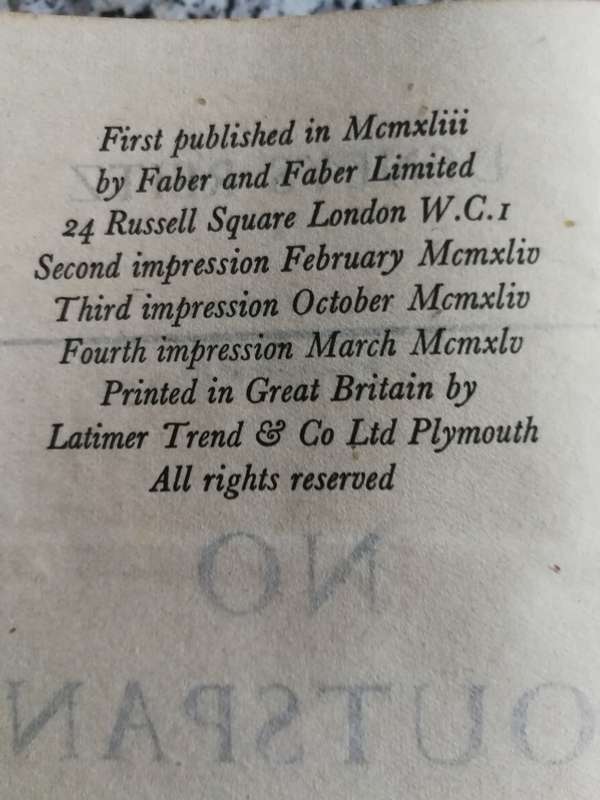 First published in Mcmxliii
by Faber and Faber Limited
24 Russell Square London W.C.1
Second impression February Mcmxliv
Third impression October Mcmxliv
Fourth impression March Mcmxlv
Printed in Great Britain by
Latimer Trend & Co Ltd Plymouth
All rights reserved
NO
OUTSPAN